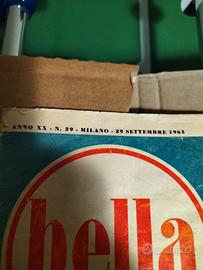 ANNO XX - N. 39 - MILANO - 29 SETTEMBRE 1963
bella